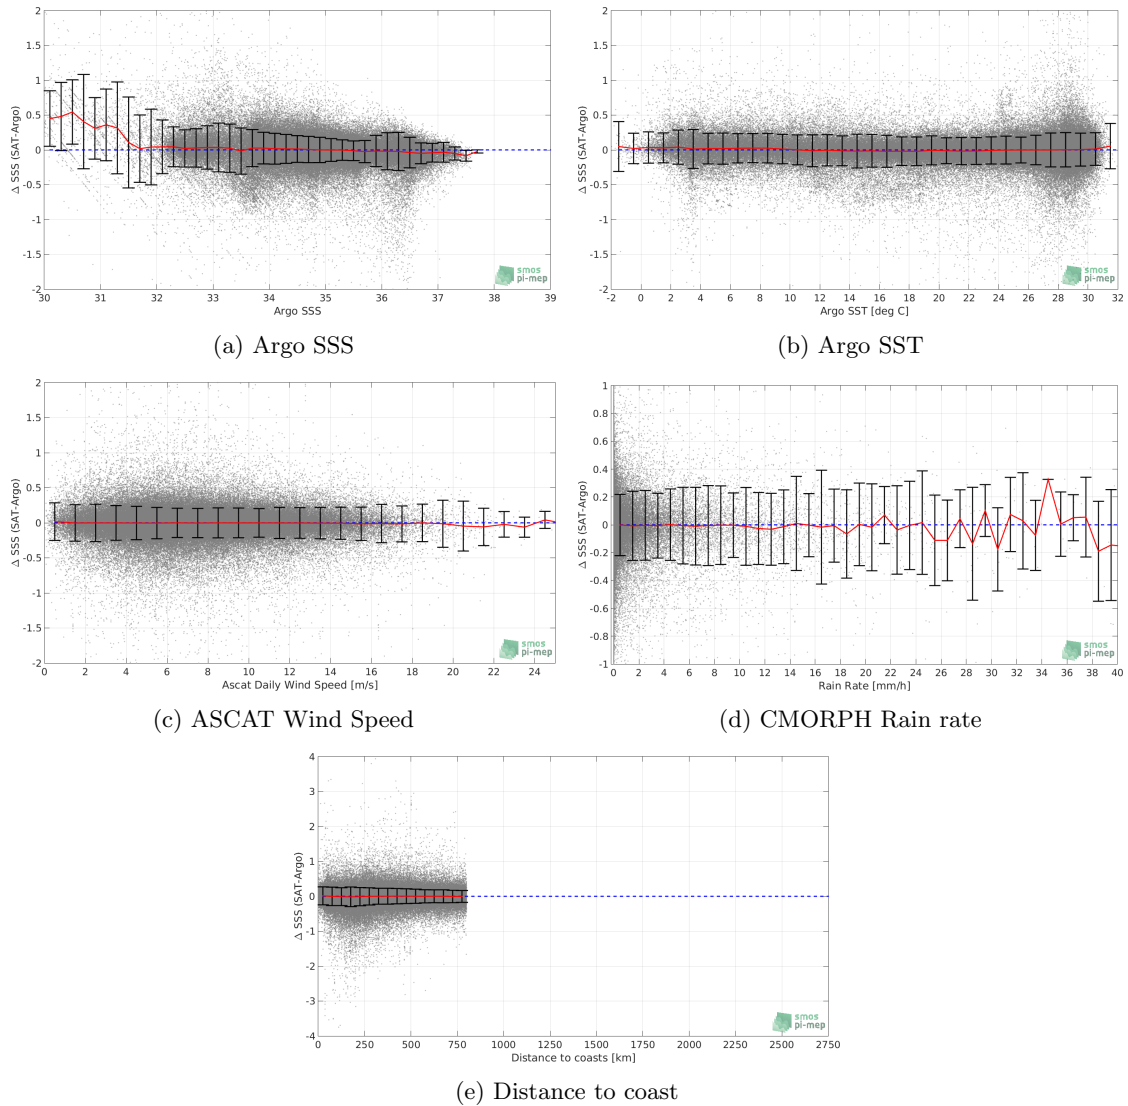 2
1.5
1
0.5
0
-0.5
-1
-1.5
-2
Δ SSS (SAT-Argo)
30 31 32 33 34 35 36 37 38 39
Argo SSS
smos
pi-mep
(a) Argo SSS
2
1.5
1
0.5
0
-0.5
-1
-1.5
-2
Δ SSS (SAT-Argo)
-2 0 2 4 6 8 10 12 14 16 18 20 22 24 26 28 30 32
Argo SST [deg C]
smos
pi-mep
(b) Argo SST
2
1.5
1
0.5
0
-0.5
-1
-1.5
-2
Δ SSS (SAT-Argo)
0 2 4 6 8 10 12 14 16 18 20 22 24
Ascat Daily Wind Speed [m/s]
smos
pi-mep
(c) ASCAT Wind Speed
1
0.8
0.6
0.4
0.2
0
-0.2
-0.4
-0.6
-0.8
-1
Δ SSS (SAT-Argo)
0 2 4 6 8 10 12 14 16 18 20 22 24 26 28 30 32 34 36 38 40
Rain Rate [mm/h]
smos
pi-mep
(d) CMORPH Rain rate
4
3
2
1
0
-1
-2
-3
-4
Δ SSS (SAT-Argo)
0 250 500 750 1000 1250 1500 1750 2000 2250 2500 2750
Distance to coasts [km]
smos
pi-mep
(e) Distance to coast